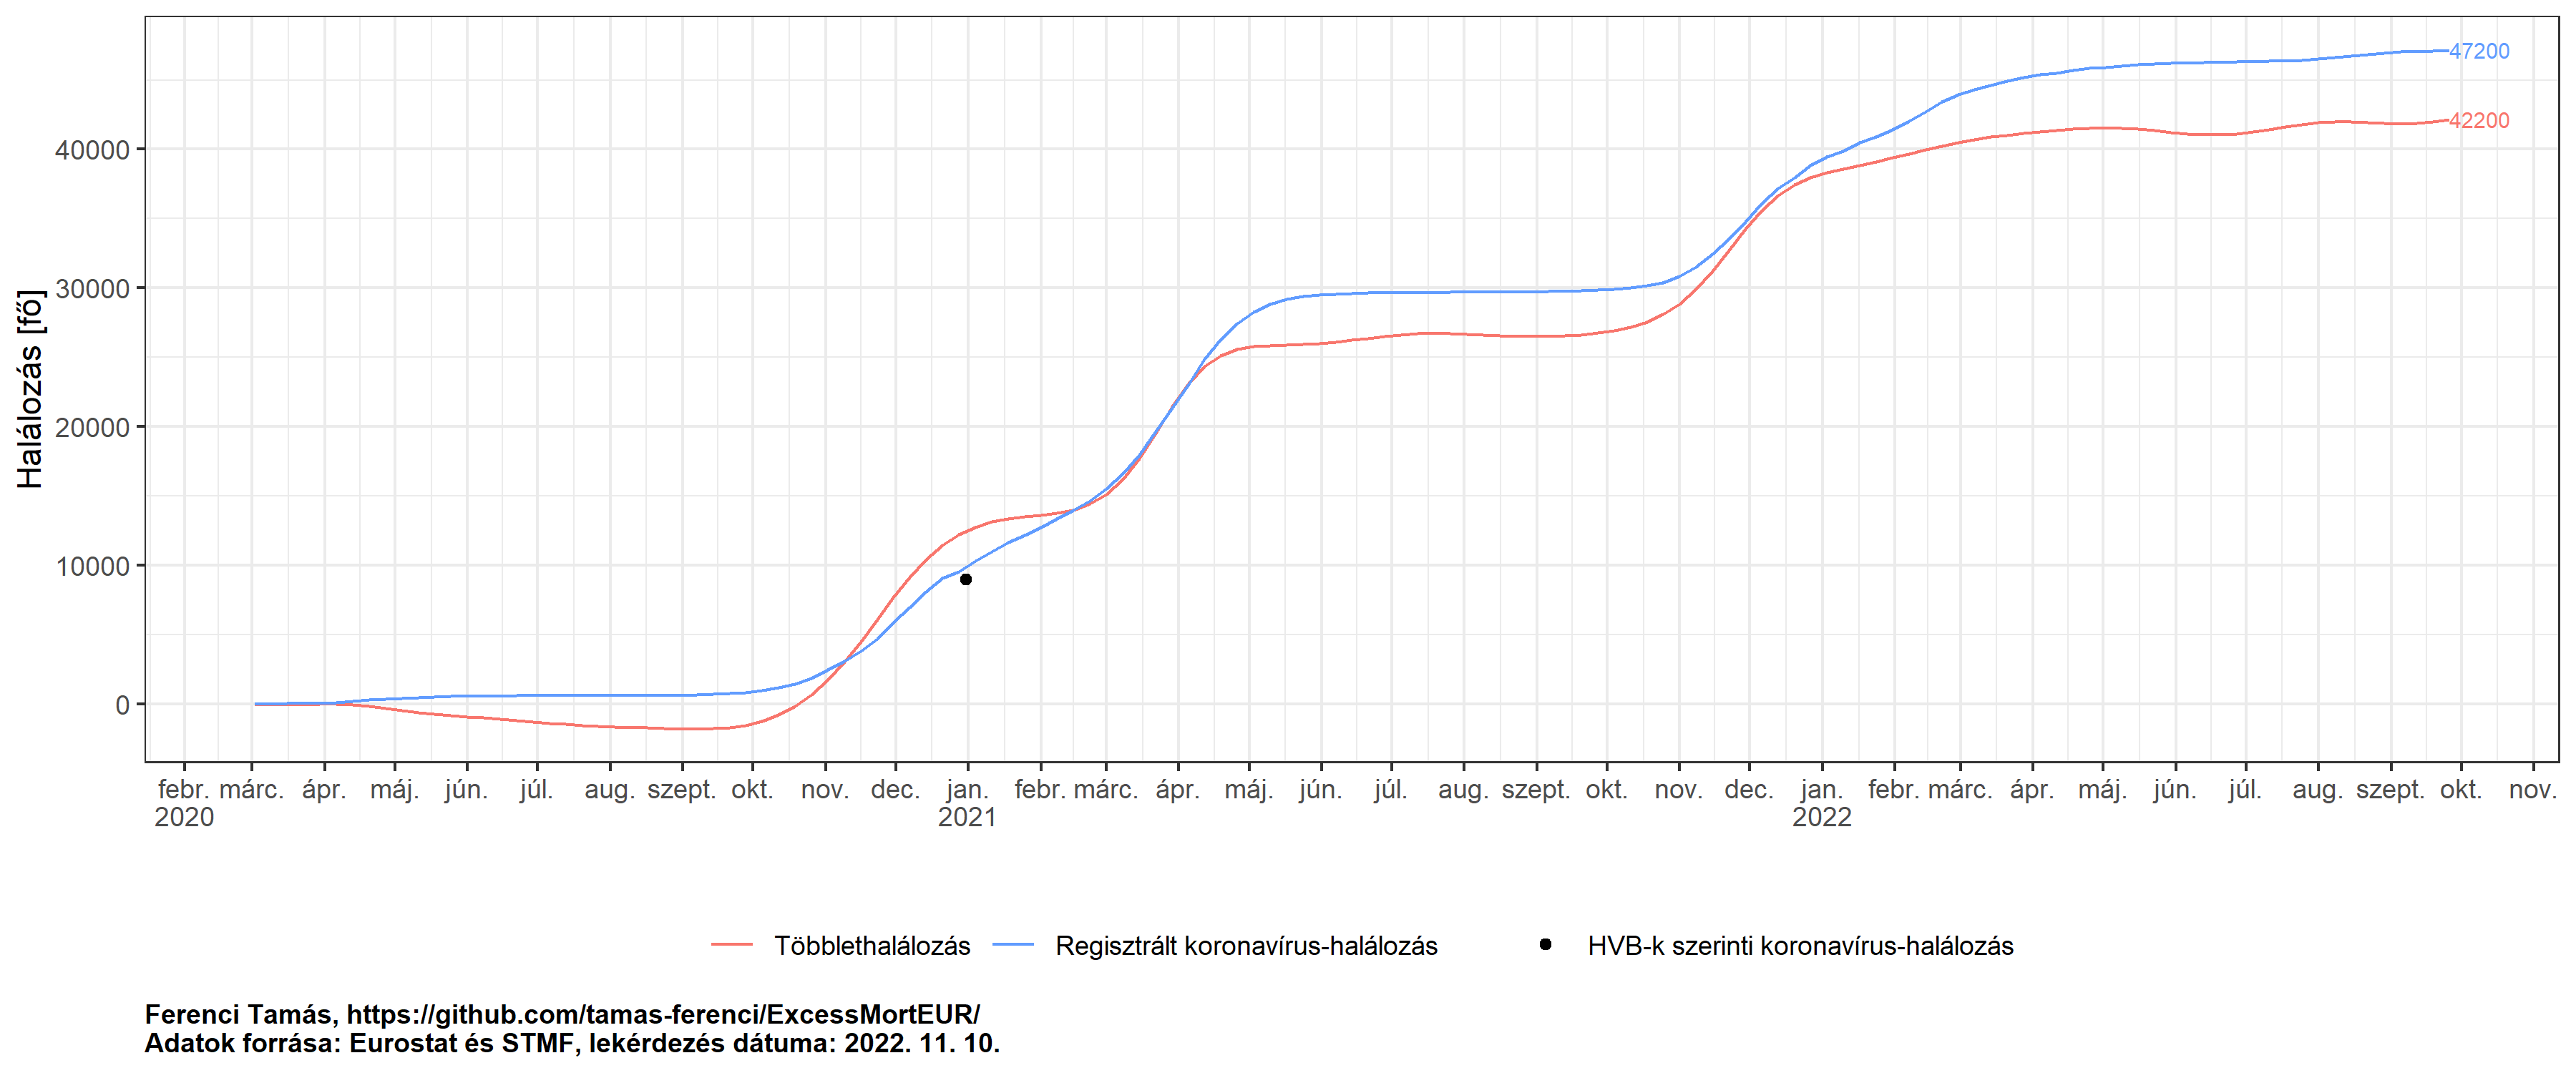 47200
42200
40000
30000
20000
10000
0
Halálozás [fő]
febr. márc. ápr. máj. jún. júl. aug. szept. okt. nov. dec. jan. febr. márc. ápr. máj. jún. júl. aug. szept. okt. nov. dec. jan. febr. márc. ápr. máj. jún. júl. aug. szept. okt. nov.
2020 2021 2022
Többlethalálozás Regisztrált koronavírus-halálozás HVB-k szerinti koronavírus-halálozás
Ferenci Tamás, https://github.com/tamas-ferenci/ExcessMortEUR/
Adatok forrása: Eurostat és STMF, lekérdezés dátuma: 2022. 11. 10.